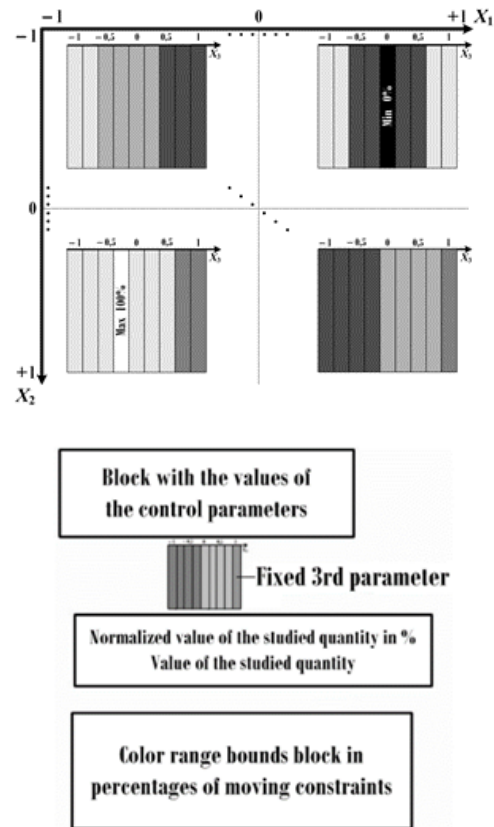 −1 0 +1 X₁
−1
−1 −0,5 0 0,5 1 X₃
−1 −0,5 0 0,5 1 X₃
Min 0%
0
−1 −0,5 0 0,5 1 X₃
−1 −0,5 0 0,5 1 X₃
Max 100%
+1
X₂
Block with the values of
the control parameters
Fixed 3rd parameter
Normalized value of the studied quantity in %
Value of the studied quantity
Color range bounds block in
percentages of moving constraints